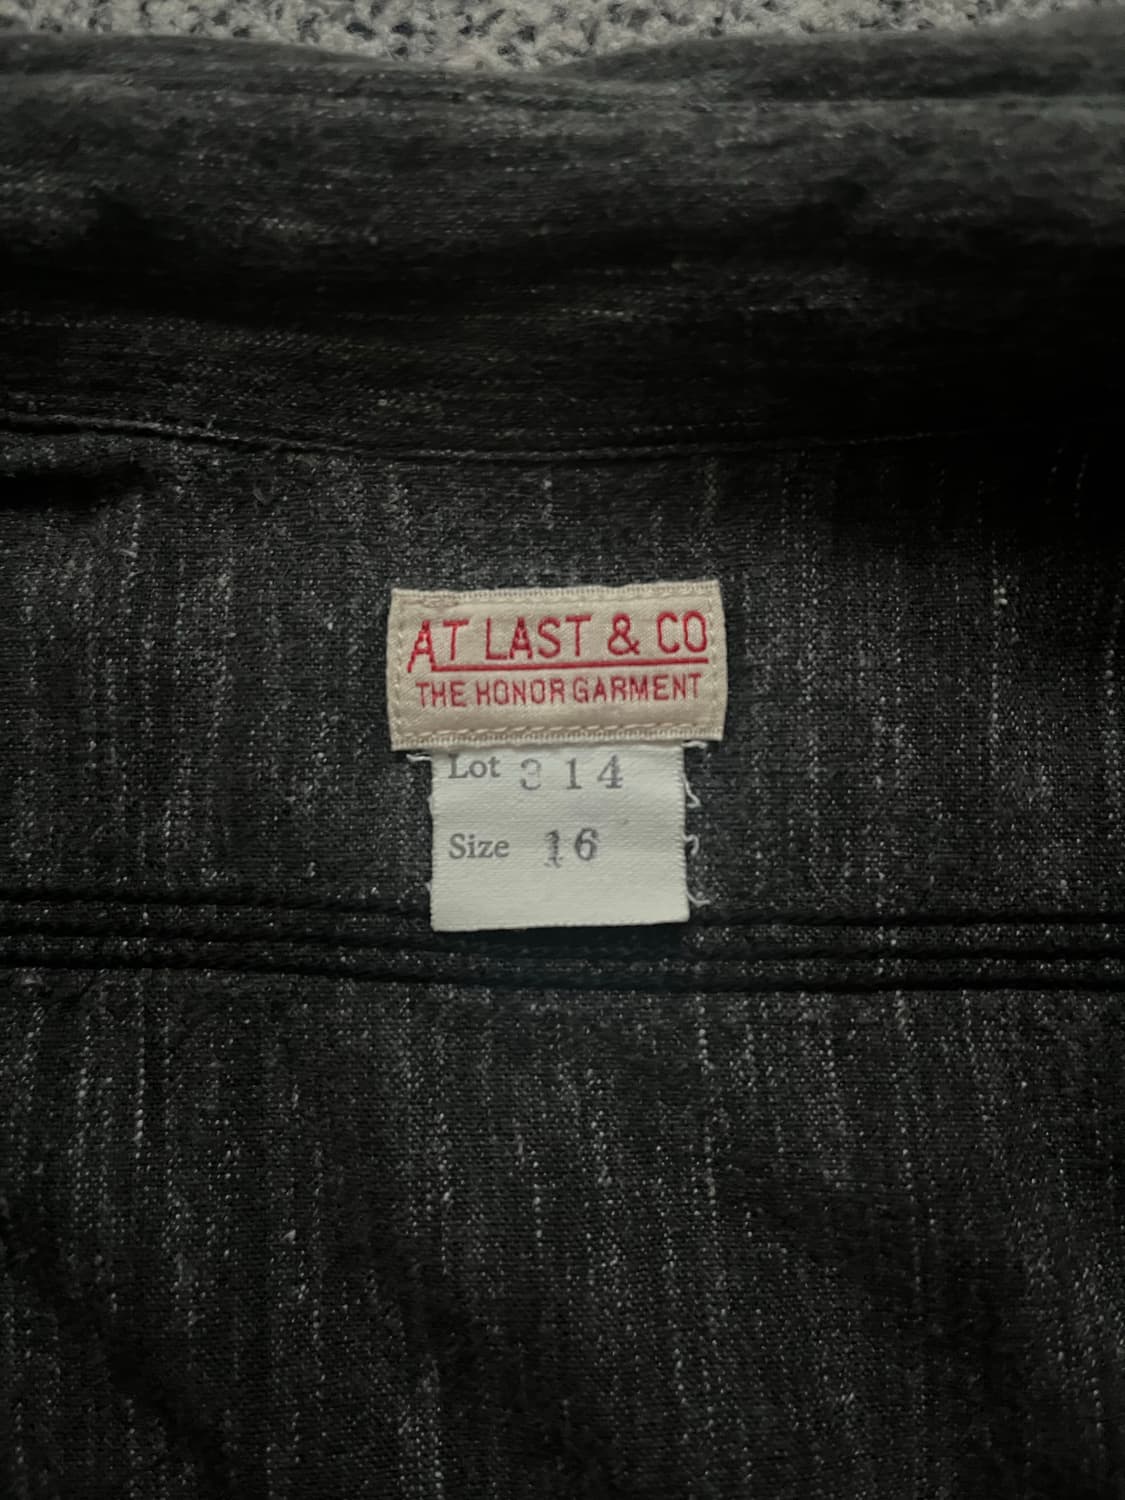 AT LAST & CO
THE HONOR GARMENT
Lot 314
Size 16